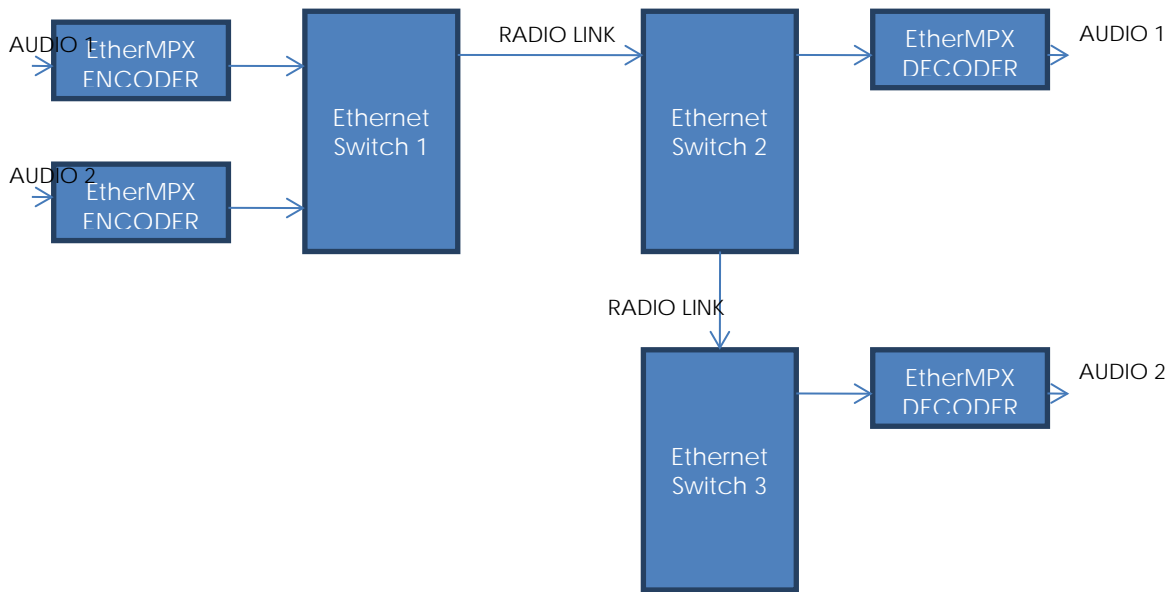 AUDIO 1
EtherMPX
ENCODER
Ethernet
Switch 1
RADIO LINK
Ethernet
Switch 2
EtherMPX
DECODER
AUDIO 1
AUDIO 2
EtherMPX
ENCODER
RADIO LINK
Ethernet
Switch 3
EtherMPX
DECODER
AUDIO 2